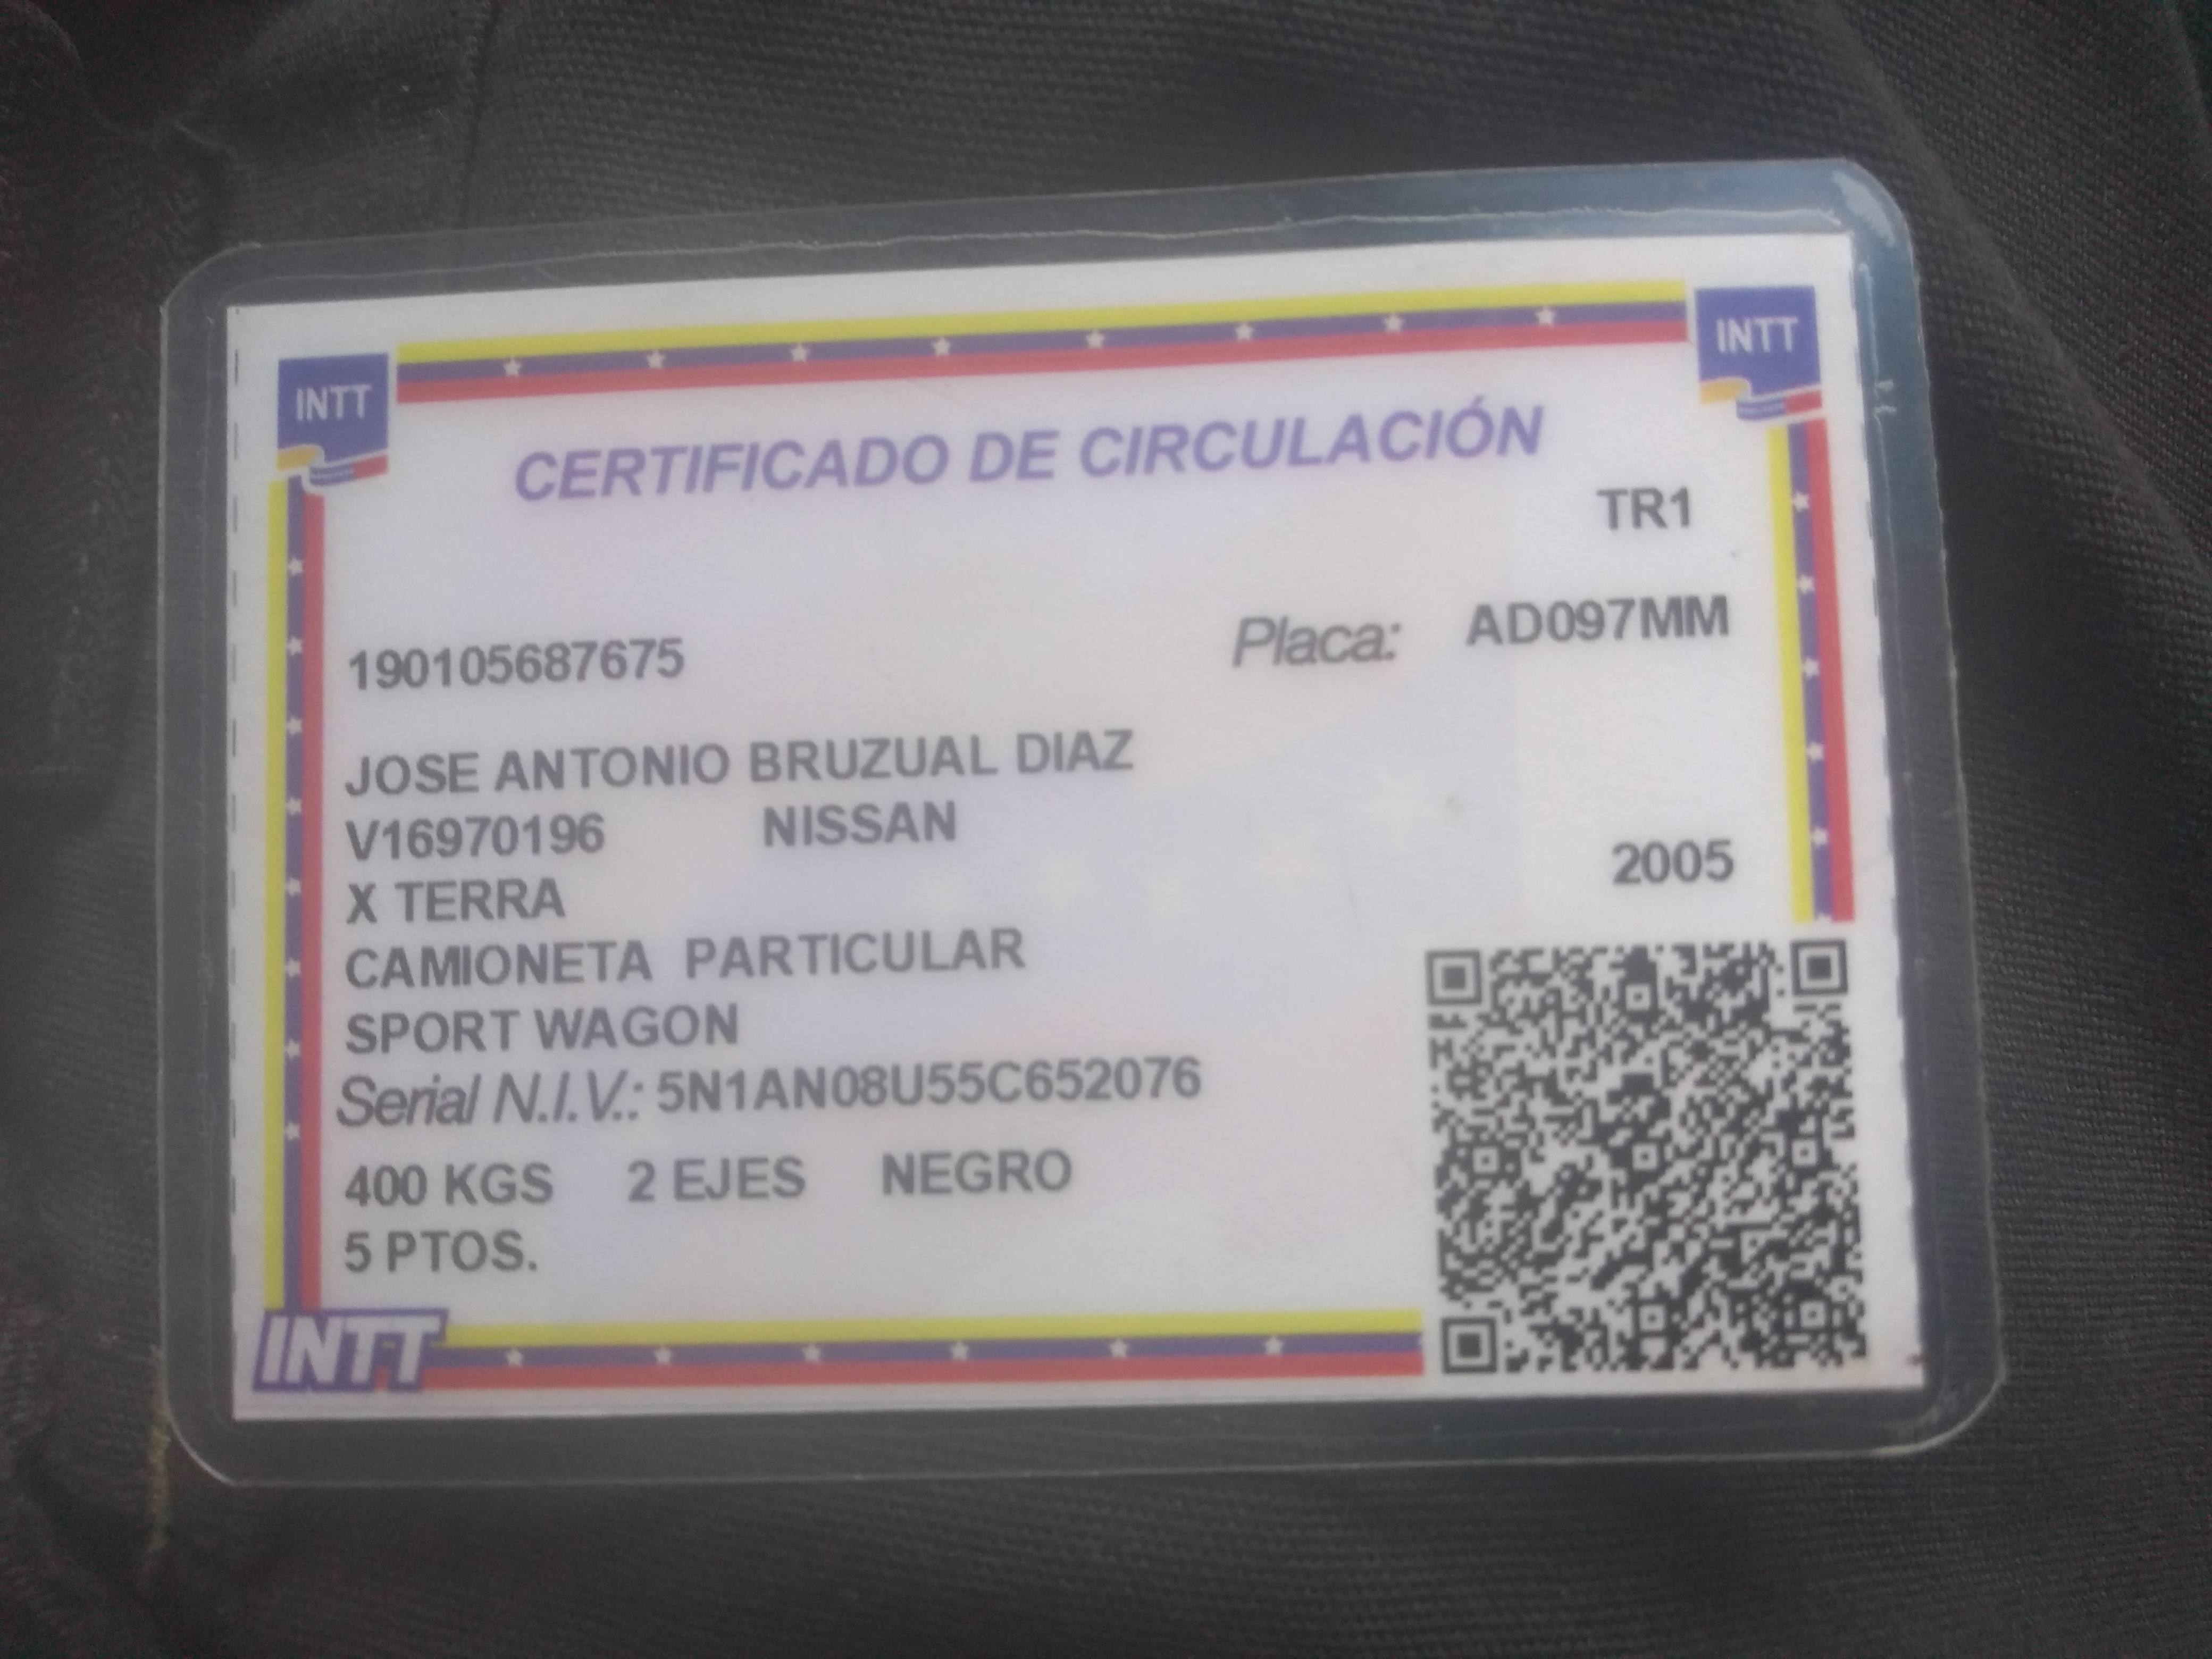 INTT
INTT
CERTIFICADO DE CIRCULACIÓN
TR1
190105687675 Placa: AD097MM
JOSE ANTONIO BRUZUAL DIAZ
V16970196 NISSAN 2005
X TERRA
CAMIONETA PARTICULAR
SPORT WAGON
Serial N.I.V.: 5N1AN08U55C652076
400 KGS 2 EJES NEGRO
5 PTOS.
INTT